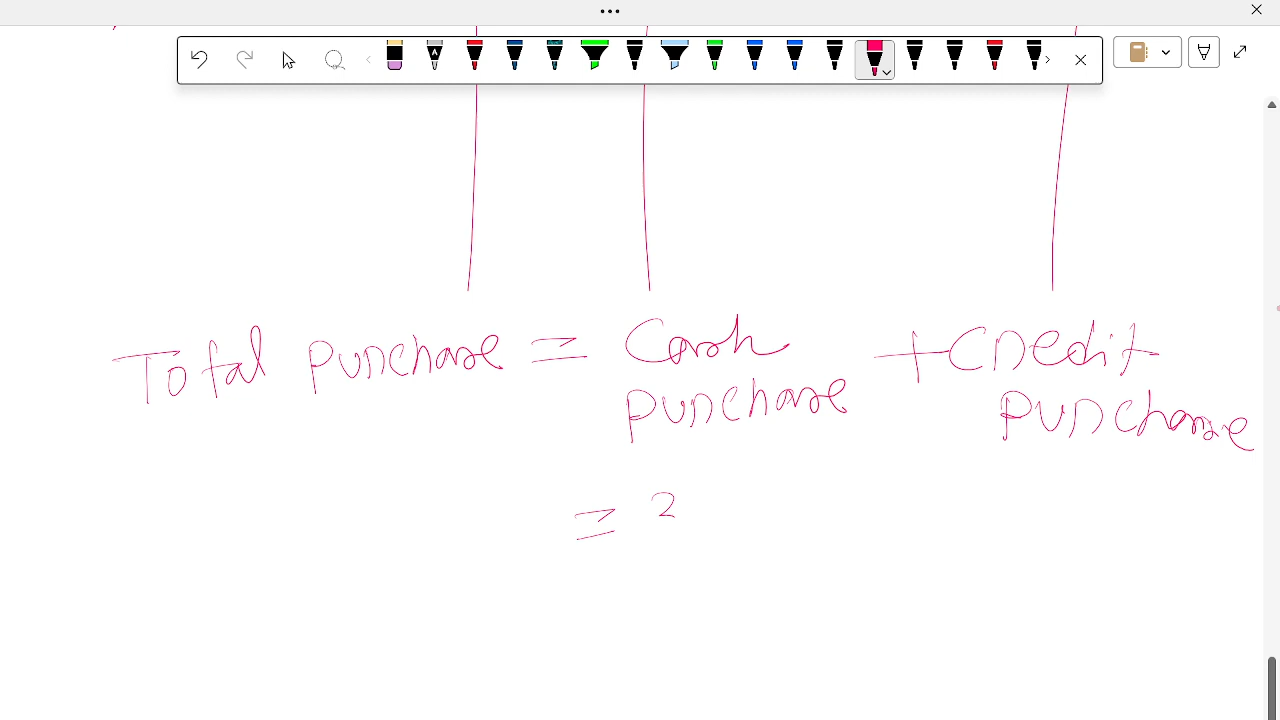 Total purchase = Cash + Credit
purchase purchase
= 2